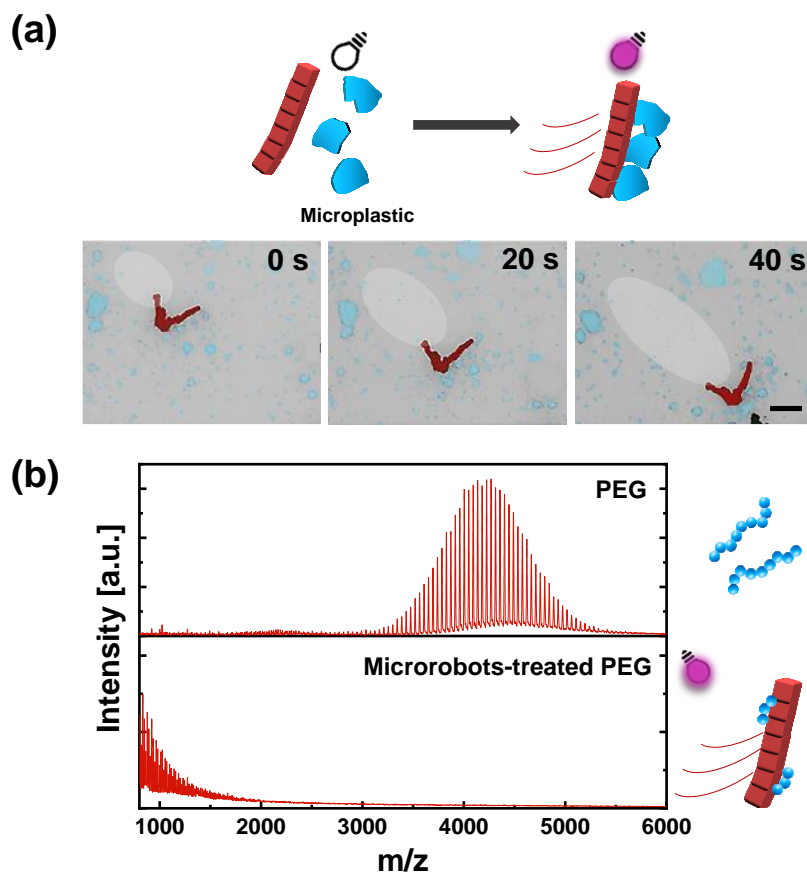 (a)
Microplastic
0 s
20 s
40 s
(b)
Intensity [a.u.]
PEG
Microrobots-treated PEG
1000 2000 3000 4000 5000 6000
m/z